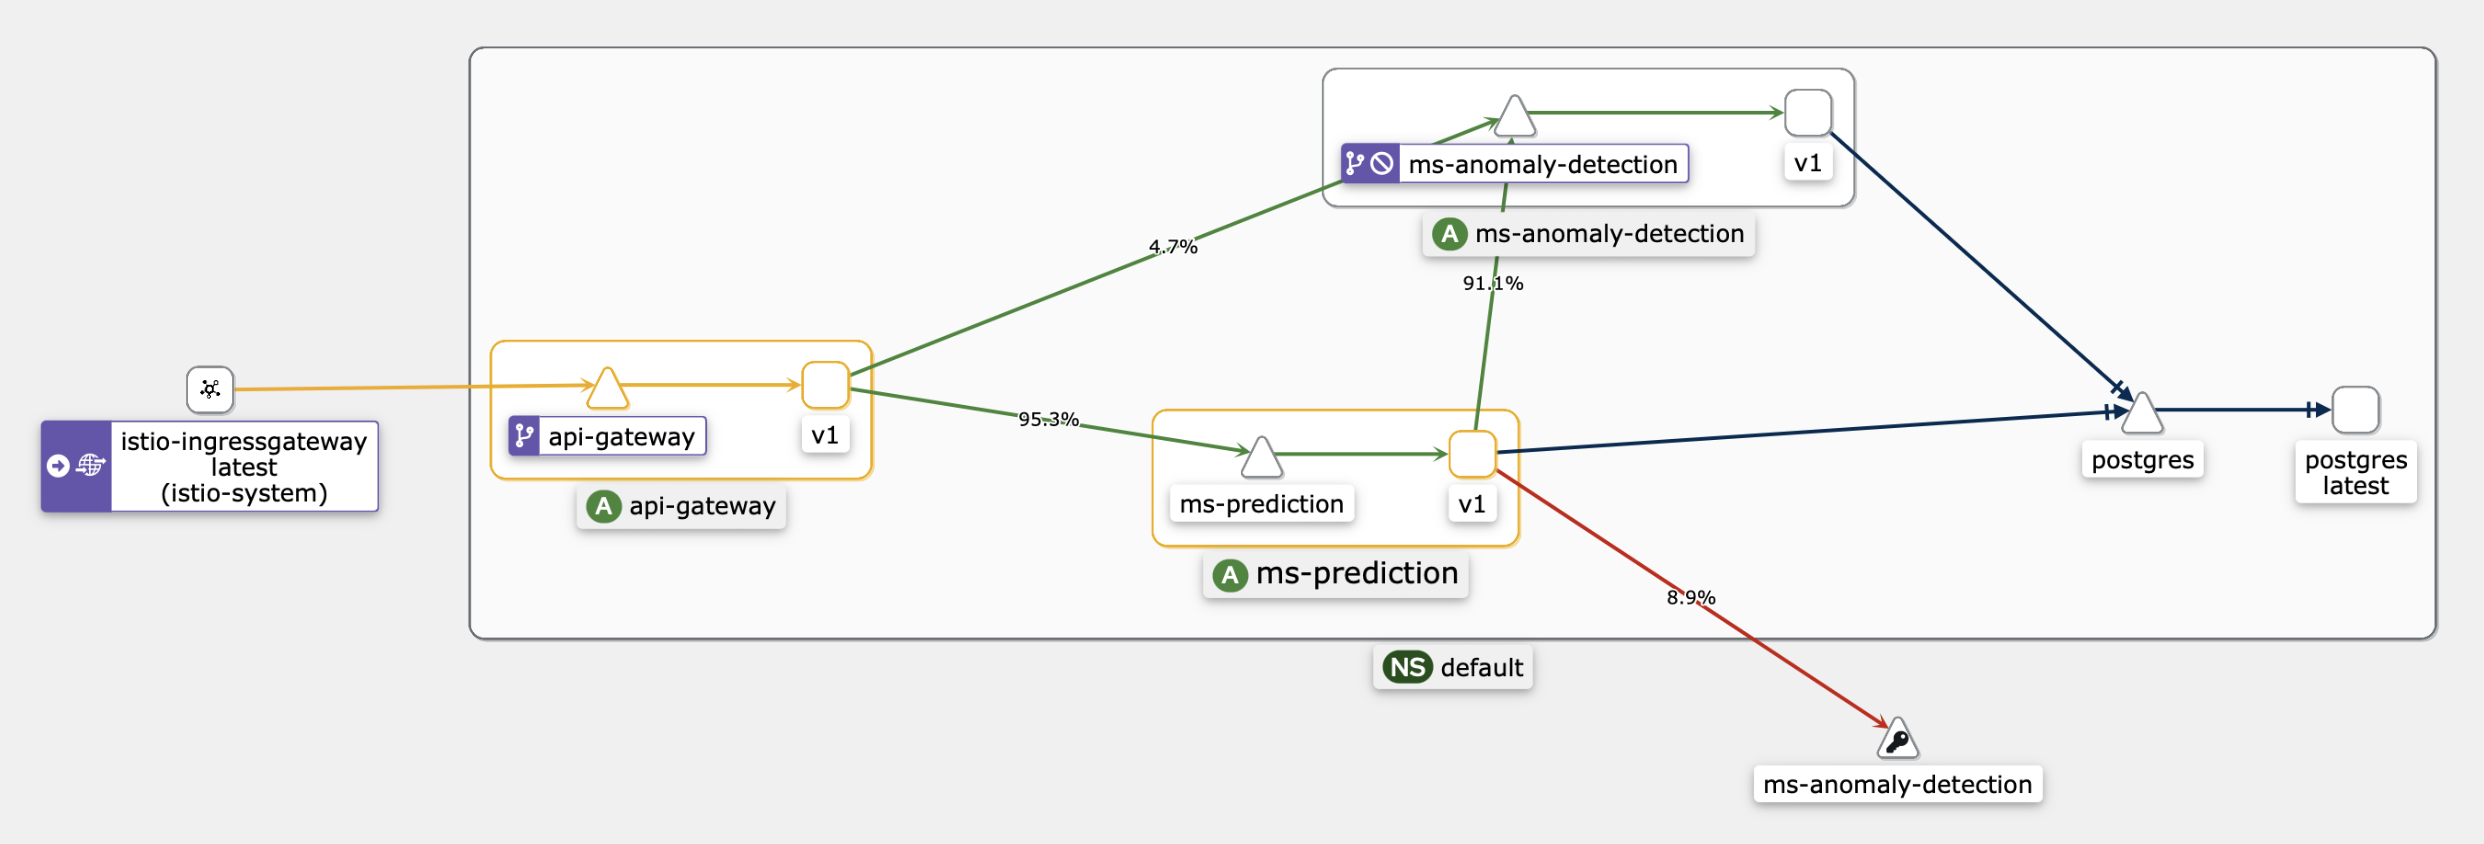 ms-anomaly-detection
v1
A ms-anomaly-detection
4.7%
91.1%
istio-ingressgateway
latest
(istio-system)
api-gateway
v1
A api-gateway
95.3%
ms-prediction
v1
A ms-prediction
postgres
postgres
latest
8.9%
NS default
ms-anomaly-detection